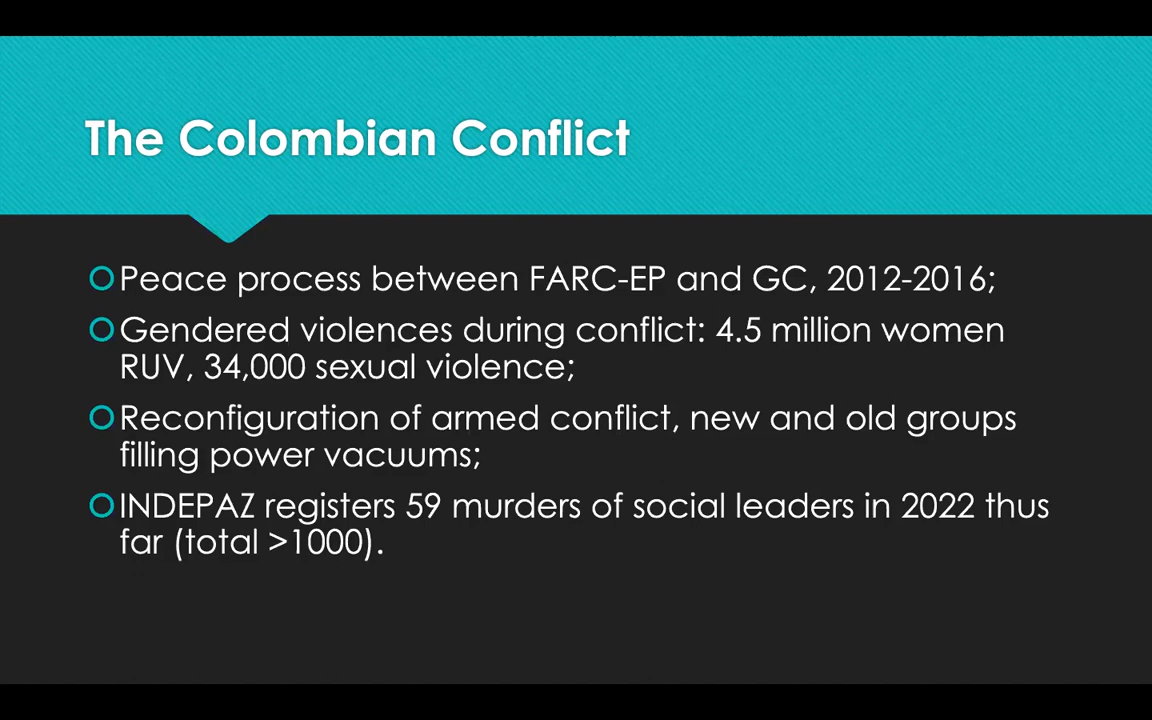 The Colombian Conflict
Peace process between FARC-EP and GC, 2012-2016;
Gendered violences during conflict: 4.5 million women
RUV, 34,000 sexual violence;
Reconfiguration of armed conflict, new and old groups
filling power vacuums;
INDEPAZ registers 59 murders of social leaders in 2022 thus
far (total >1000).